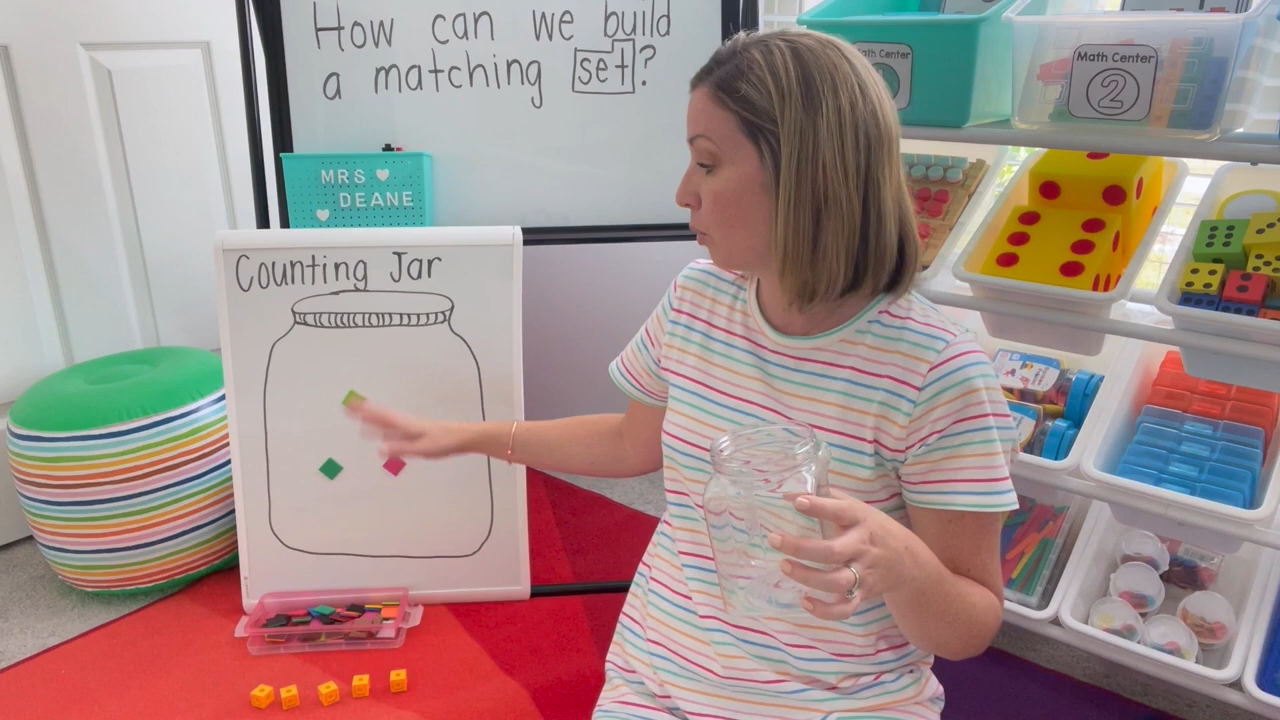 How can we build
a matching set?
MRS
DEANE
Counting Jar
Math Center
Math Center
2